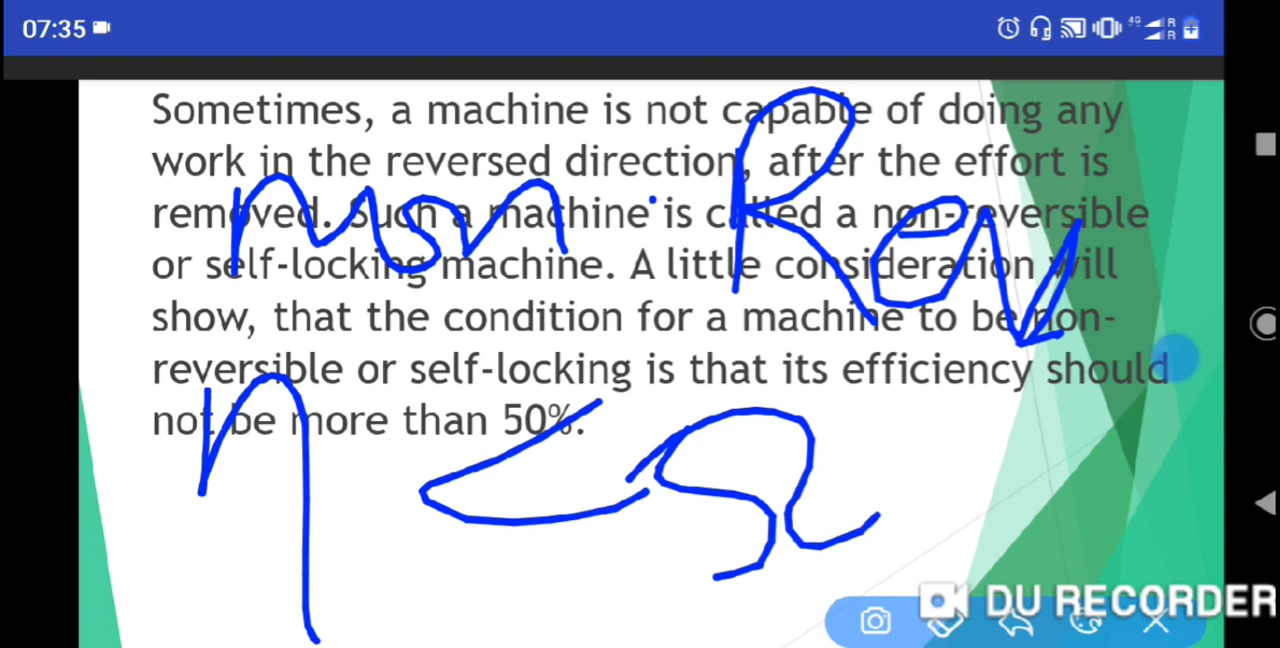 07:35
4G R
R
Sometimes, a machine is not capable of doing any
work in the reversed direction, after the effort is
removed. Such a machine is called a non-reversible
or self-locking machine. A little consideration will
show, that the condition for a machine to be non-
reversible or self-locking is that its efficiency should
not be more than 50%.
non Rev
η <
DU RECORDER